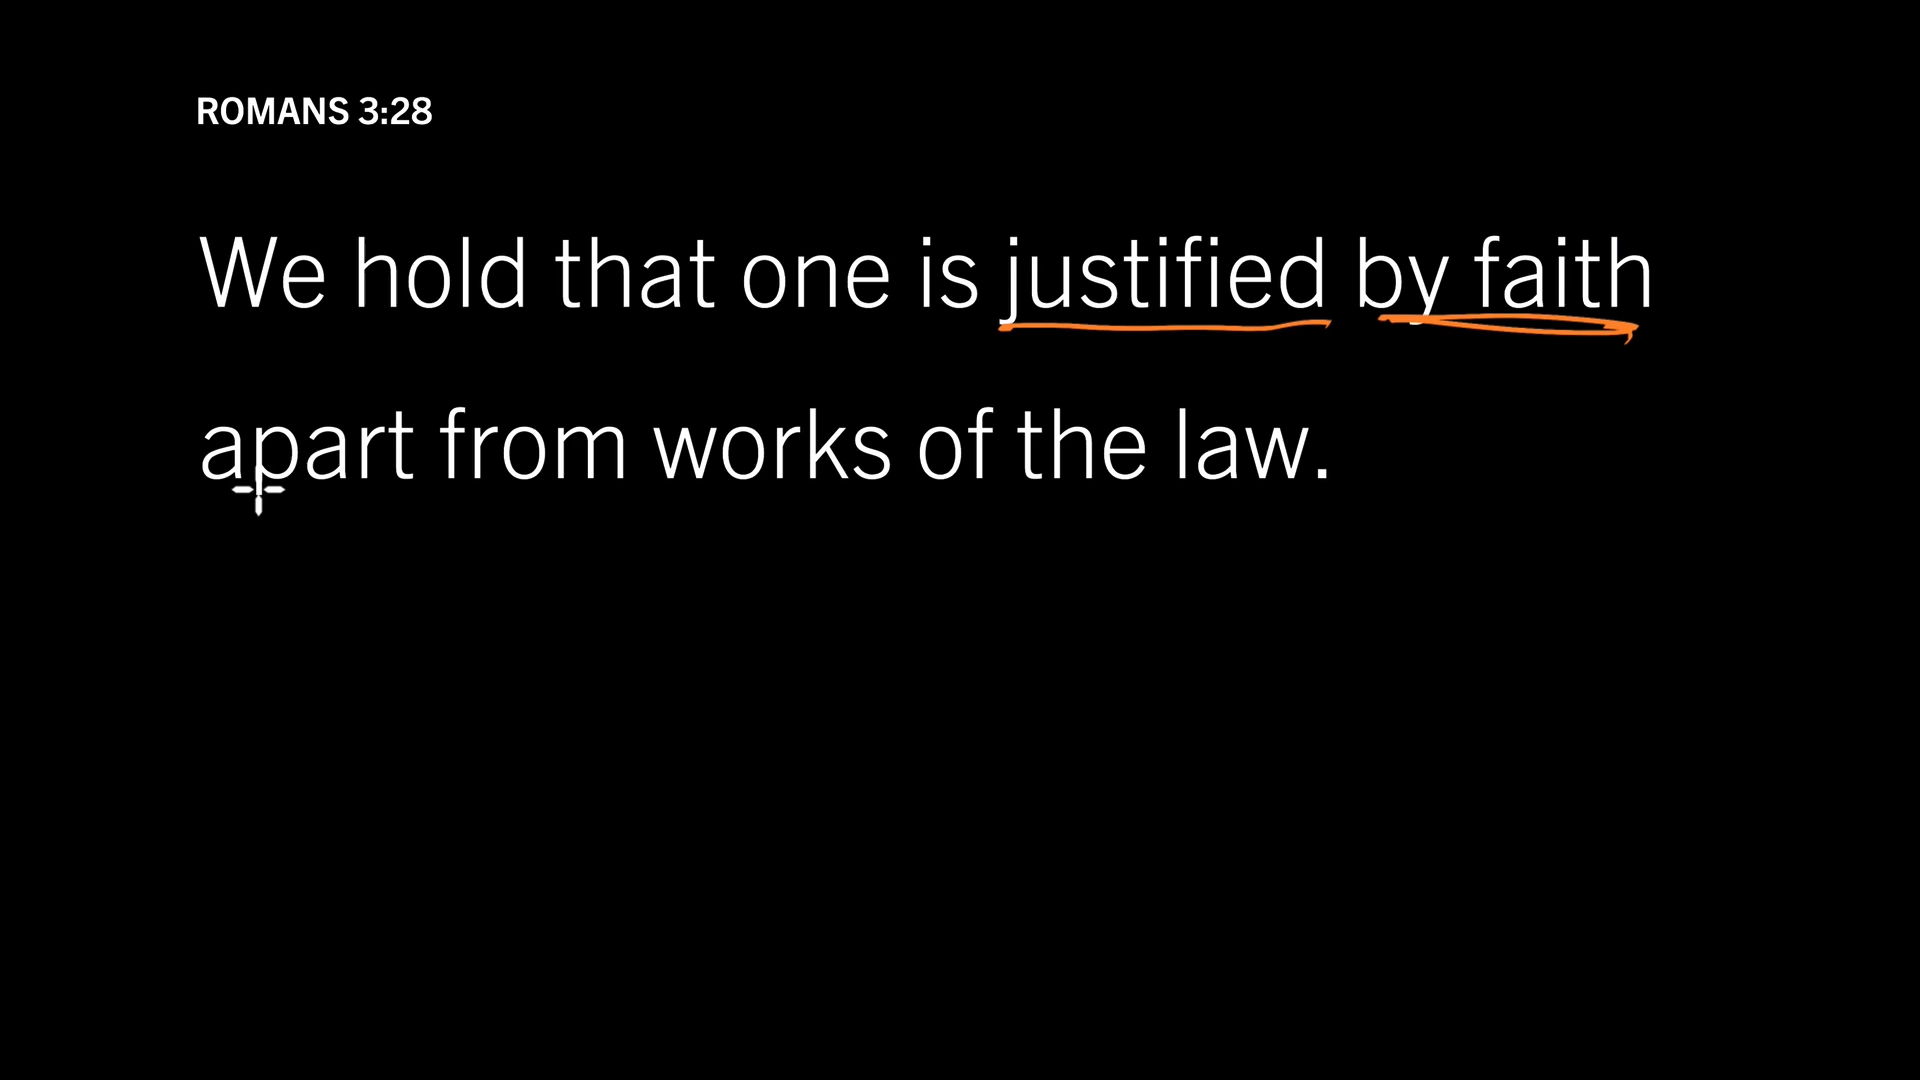 ROMANS 3:28
We hold that one is justified by faith
apart from works of the law.